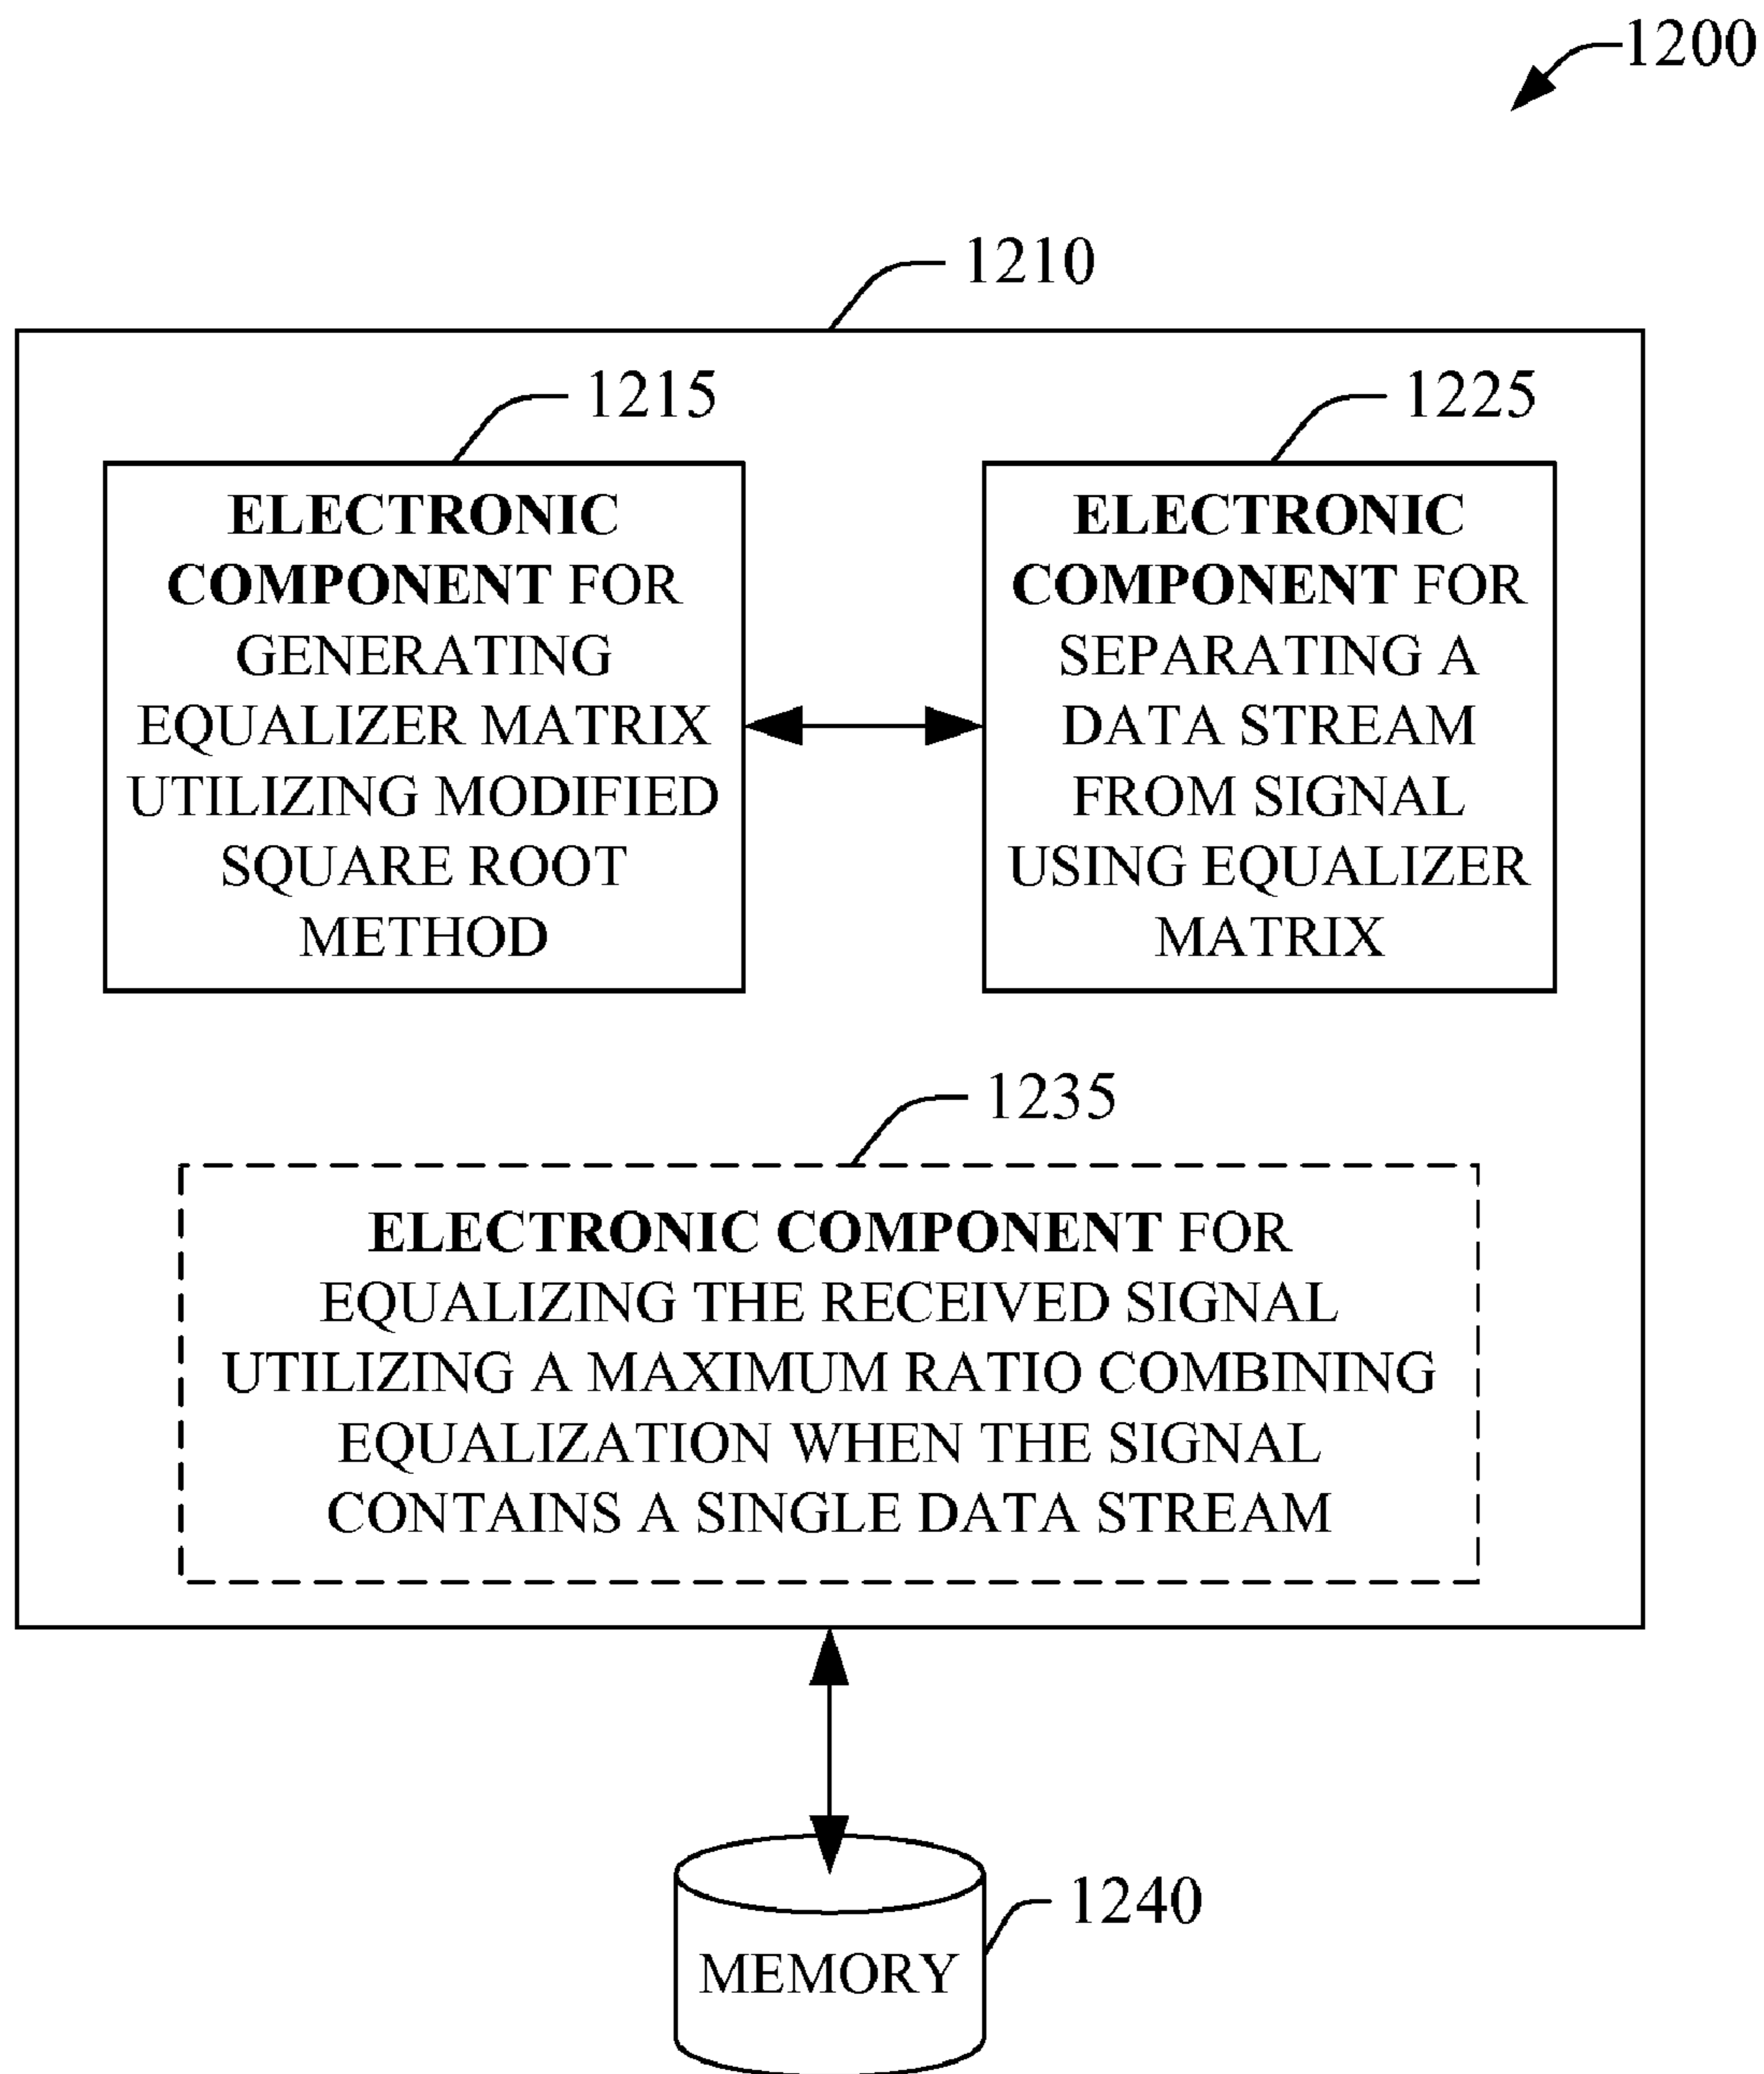 1200
1210
1215
1225
ELECTRONIC
COMPONENT FOR
GENERATING
EQUALIZER MATRIX
UTILIZING MODIFIED
SQUARE ROOT
METHOD
ELECTRONIC
COMPONENT FOR
SEPARATING A
DATA STREAM
FROM SIGNAL
USING EQUALIZER
MATRIX
1235
ELECTRONIC COMPONENT FOR
EQUALIZING THE RECEIVED SIGNAL
UTILIZING A MAXIMUM RATIO COMBINING
EQUALIZATION WHEN THE SIGNAL
CONTAINS A SINGLE DATA STREAM
1240
MEMORY